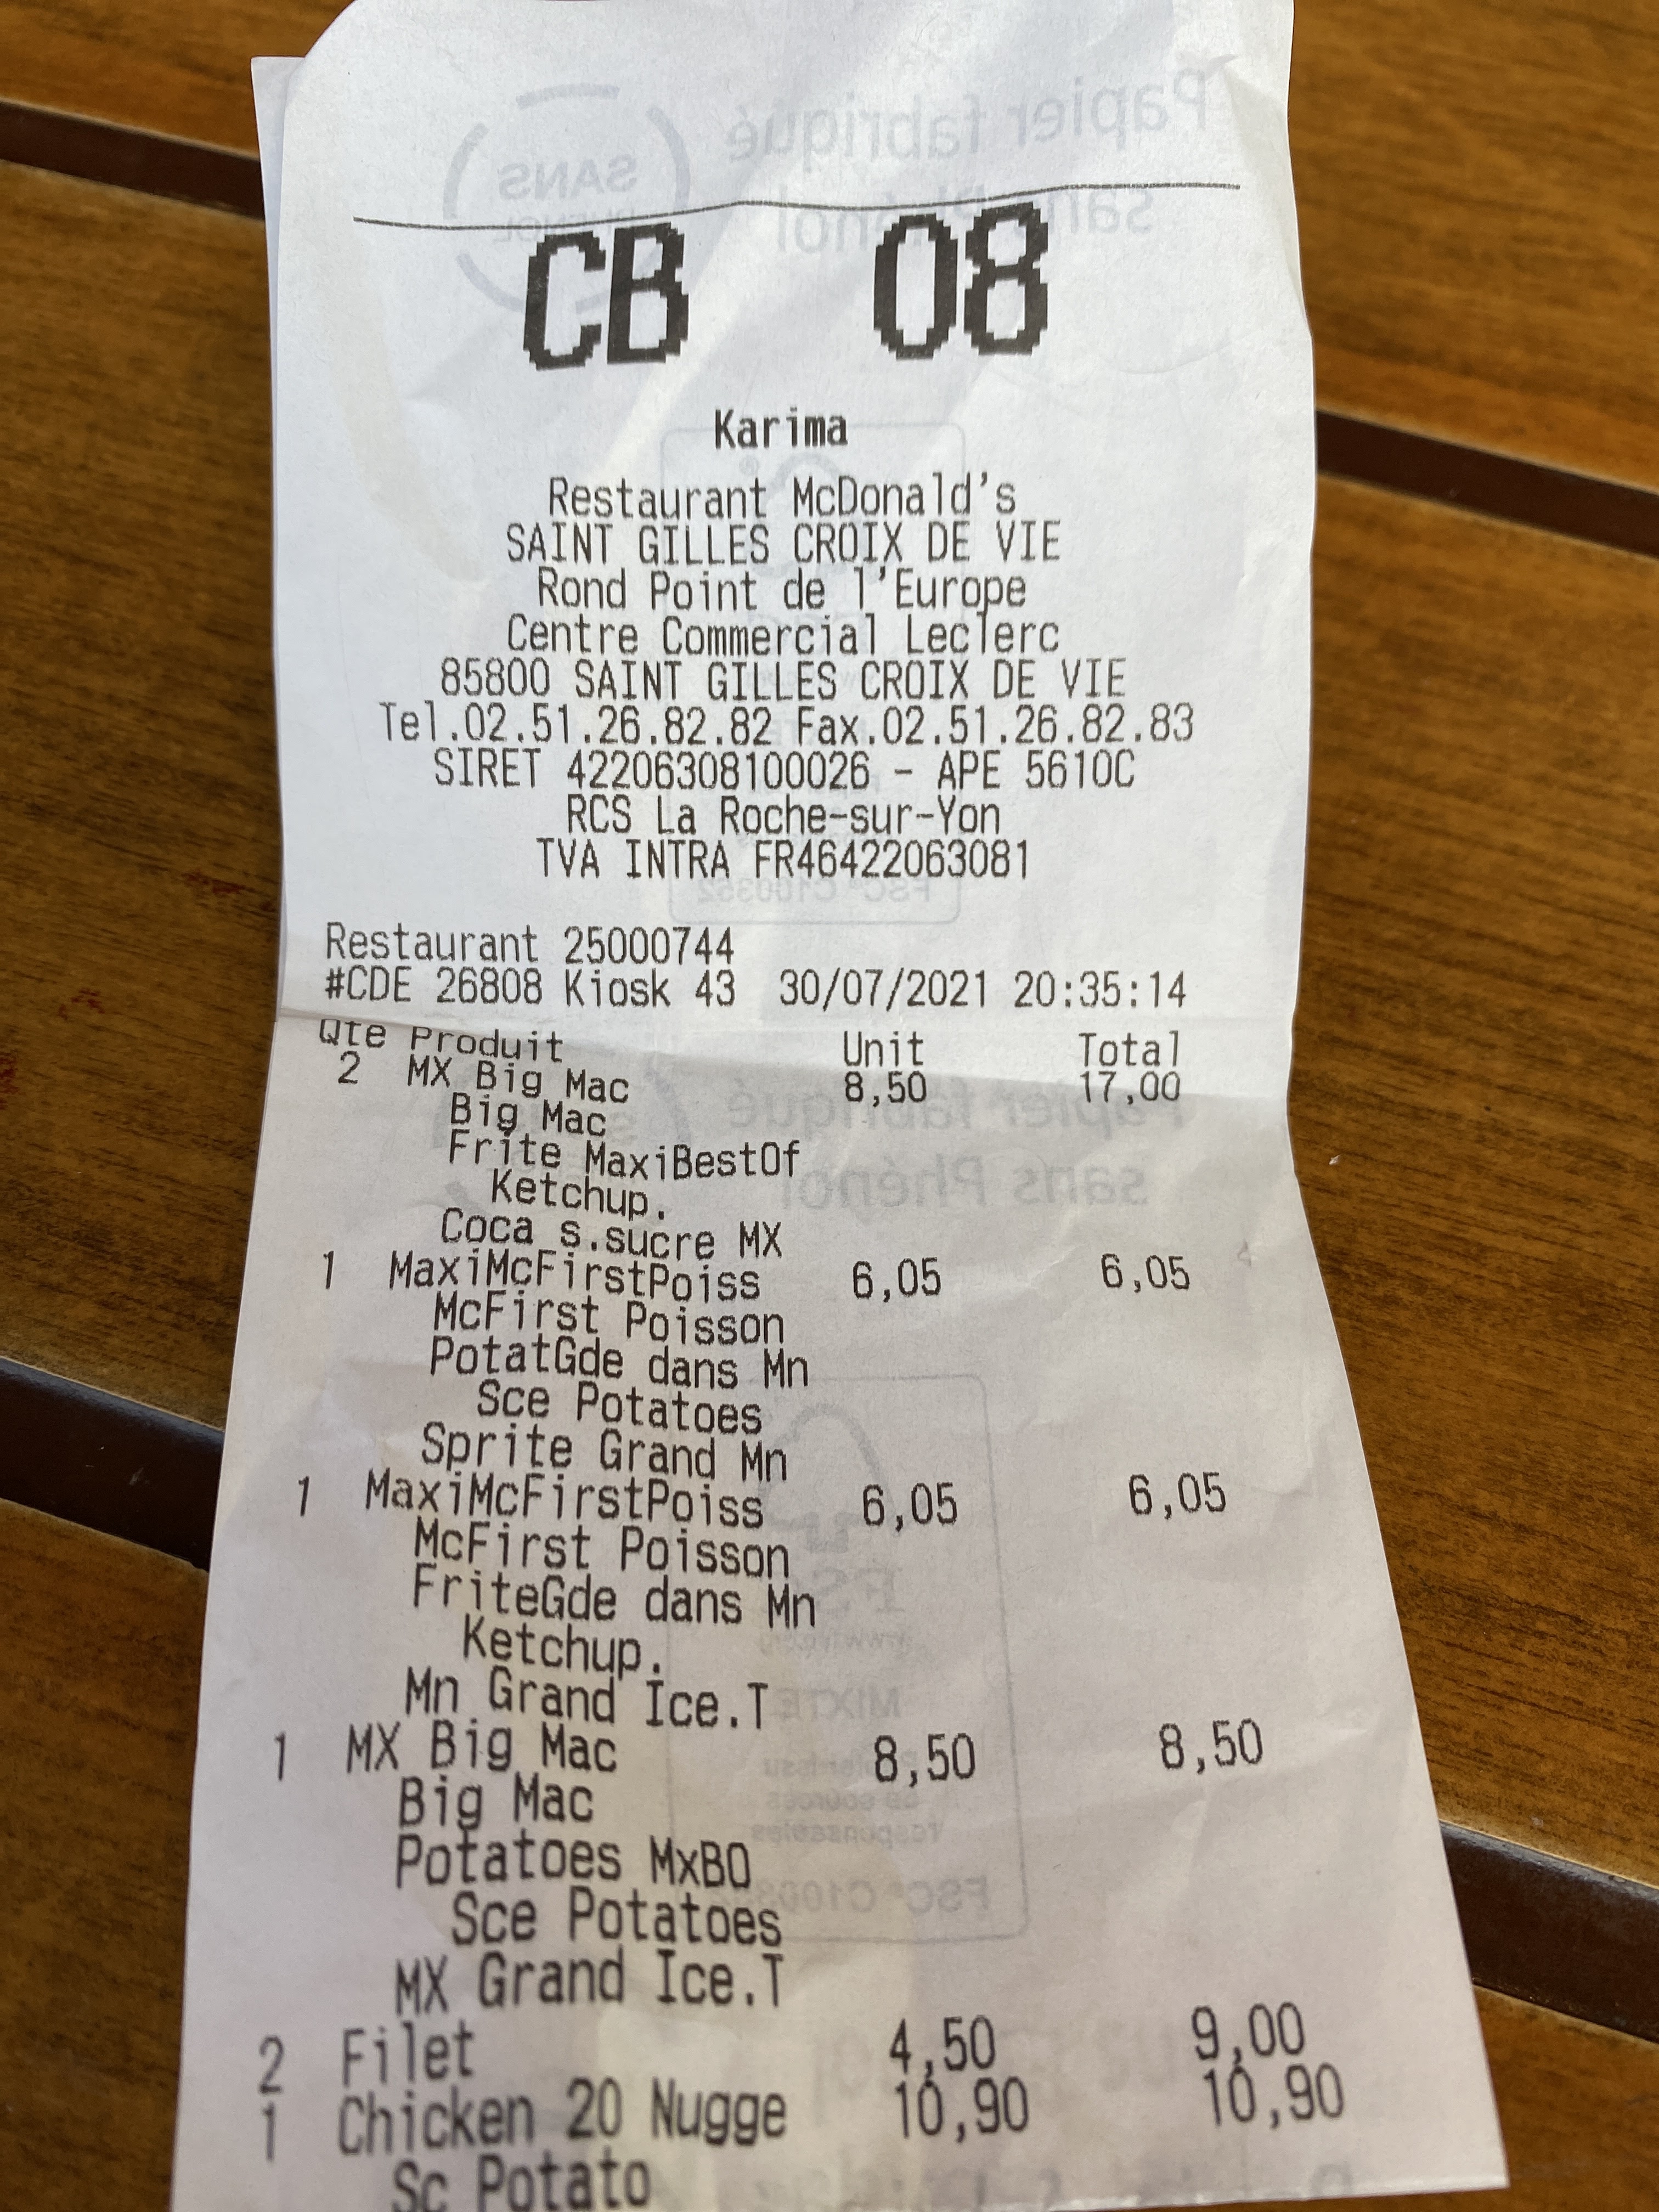 CB 08
Karima
Restaurant McDonald's
SAINT GILLES CROIX DE VIE
Rond Point de l'Europe
Centre Commercial Leclerc
85800 SAINT GILLES CROIX DE VIE
Tel.02.51.26.82.82 Fax.02.51.26.82.83
SIRET 42206308100026 - APE 5610C
RCS La Roche-sur-Yon
TVA INTRA FR46422063081
Restaurant 25000744
#CDE 26808 Kiosk 43 30/07/2021 20:35:14
Qte Produit Unit Total
2 MX Big Mac 8,50 17,00
Big Mac
Frite MaxiBestOf
Ketchup.
Coca s.sucre MX
1 MaxiMcFirstPoiss 6,05 6,05
McFirst Poisson
PotatGde dans Mn
Sce Potatoes
Sprite Grand Mn
1 MaxiMcFirstPoiss 6,05 6,05
McFirst Poisson
FriteGde dans Mn
Ketchup.
Mn Grand Ice.T
1 MX Big Mac 8,50 8,50
Big Mac
Potatoes MxBO
Sce Potatoes
MX Grand Ice.T
2 Filet 4,50 9,00
1 Chicken 20 Nugge 10,90 10,90
Sc Potato